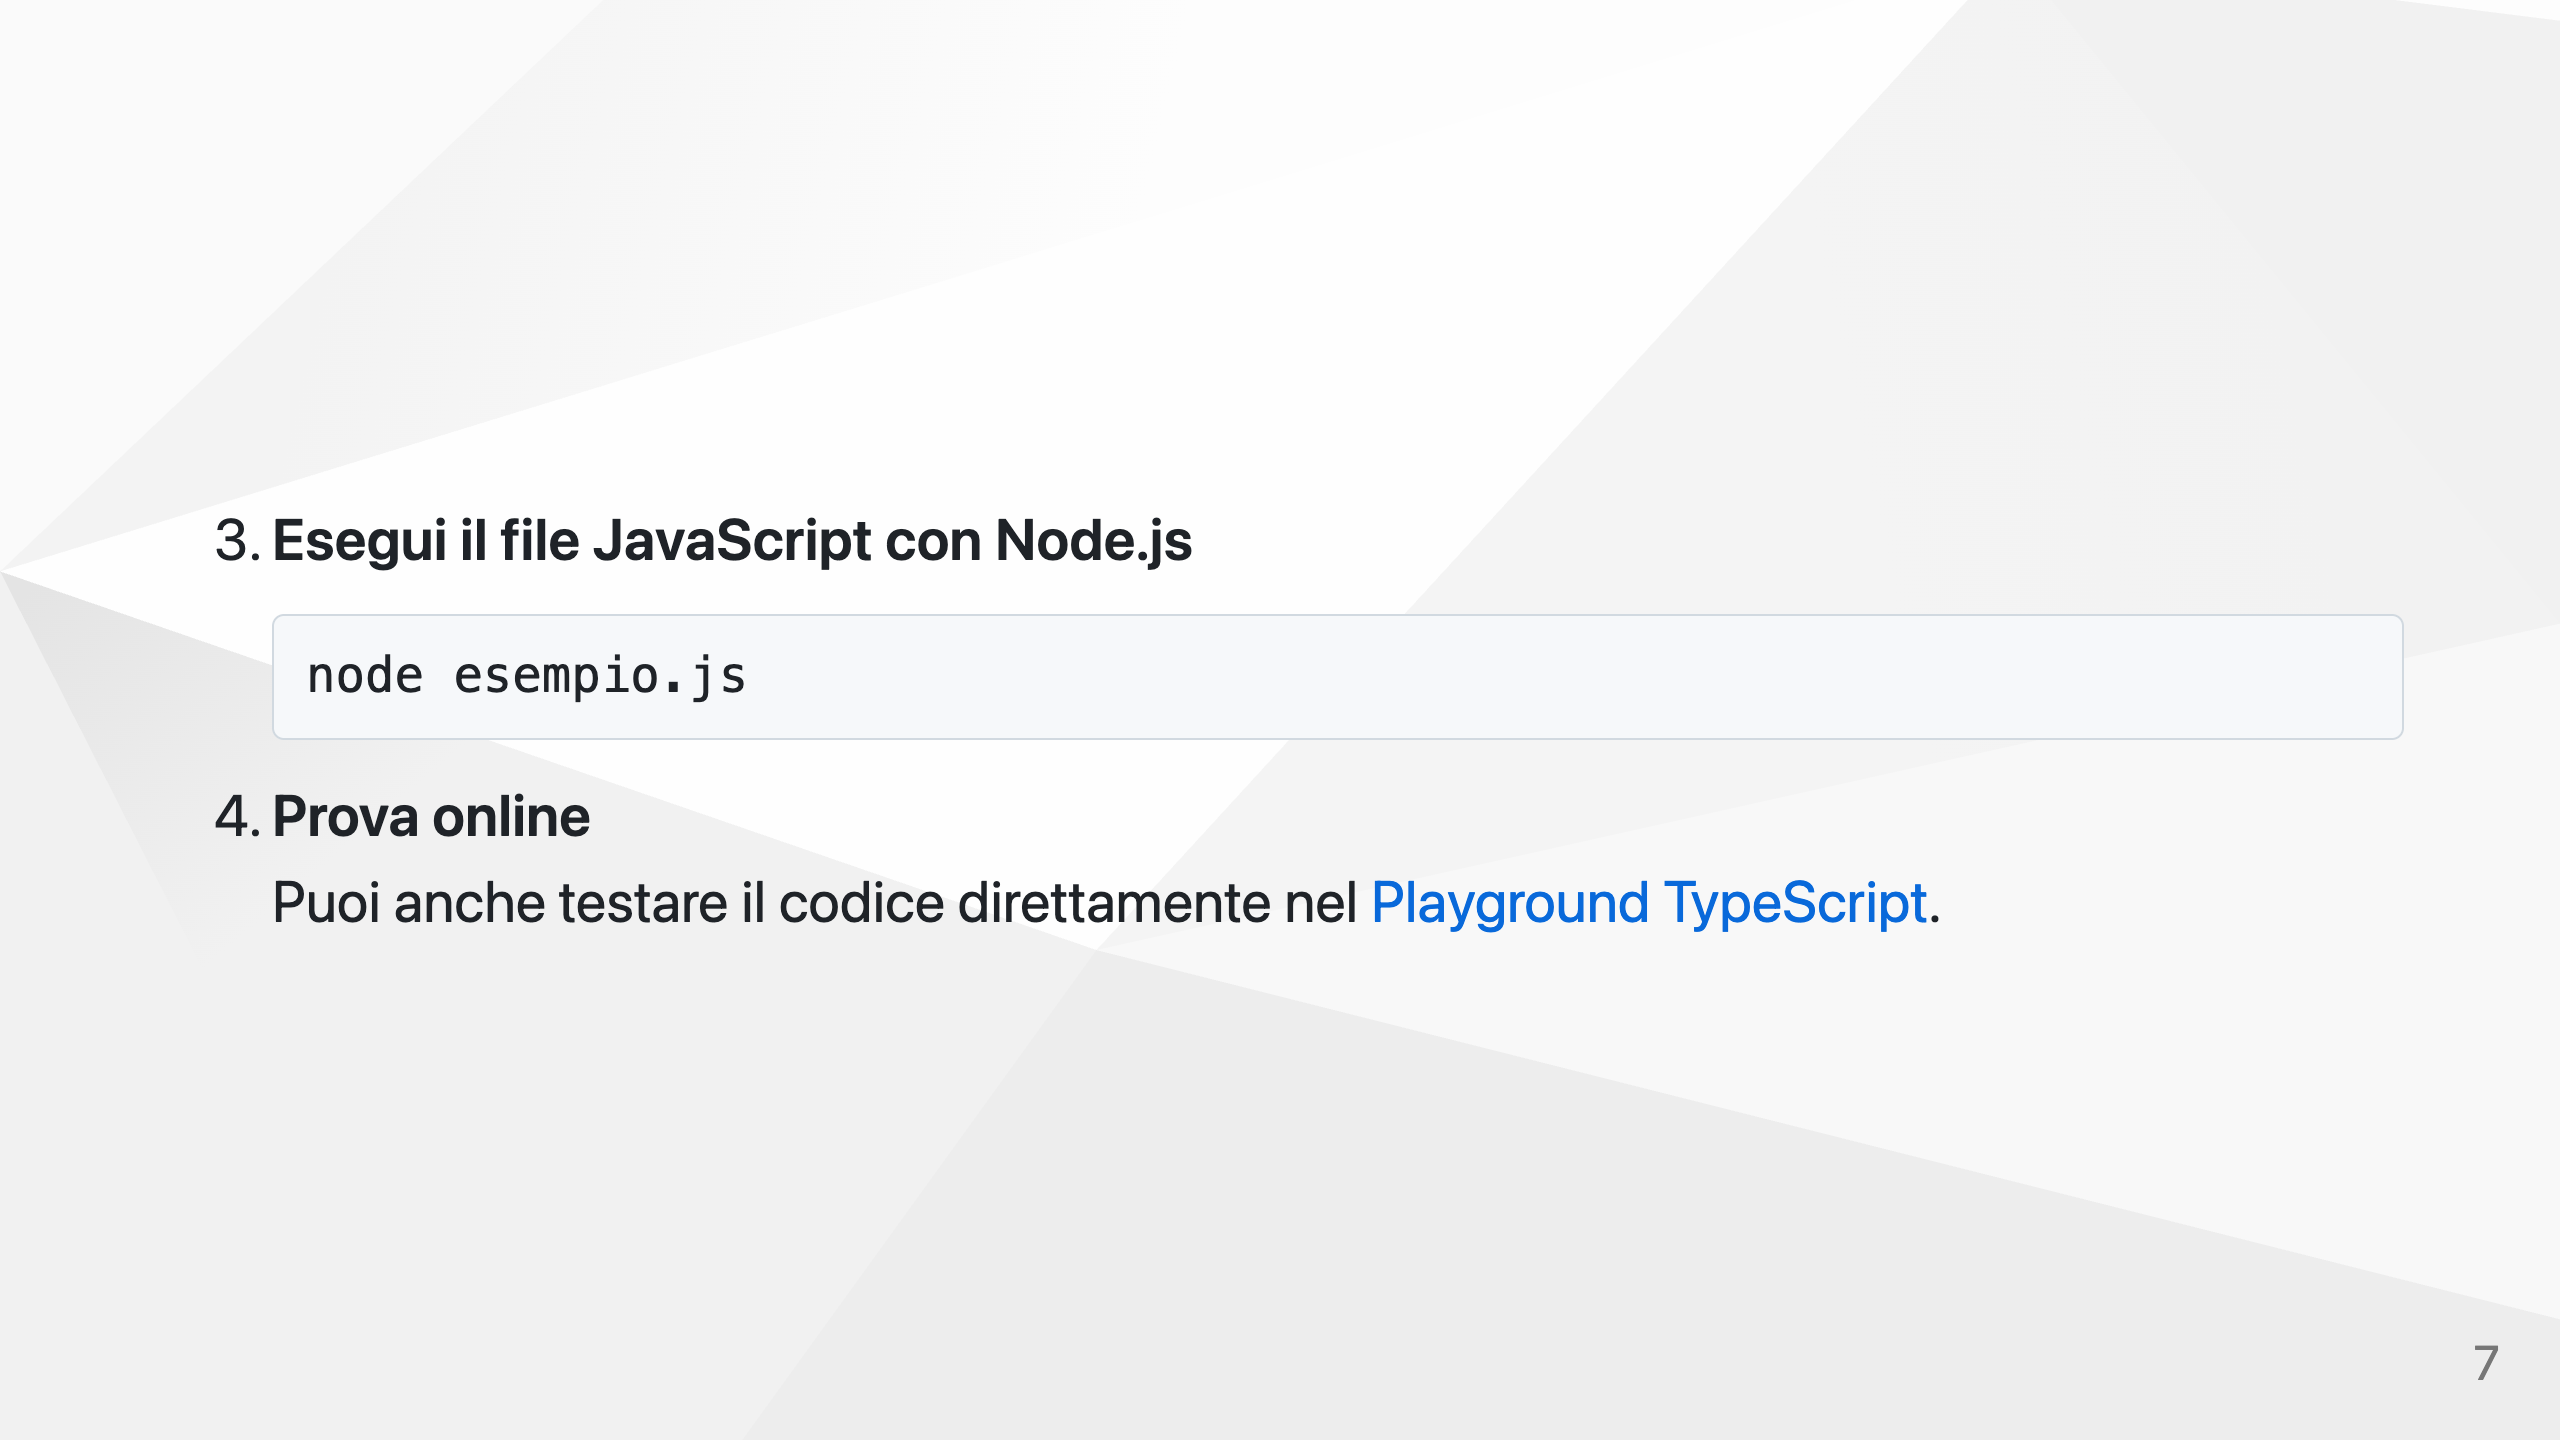 3. Esegui il file JavaScript con Node.js
node esempio.js
4. Prova online
Puoi anche testare il codice direttamente nel Playground TypeScript.
7